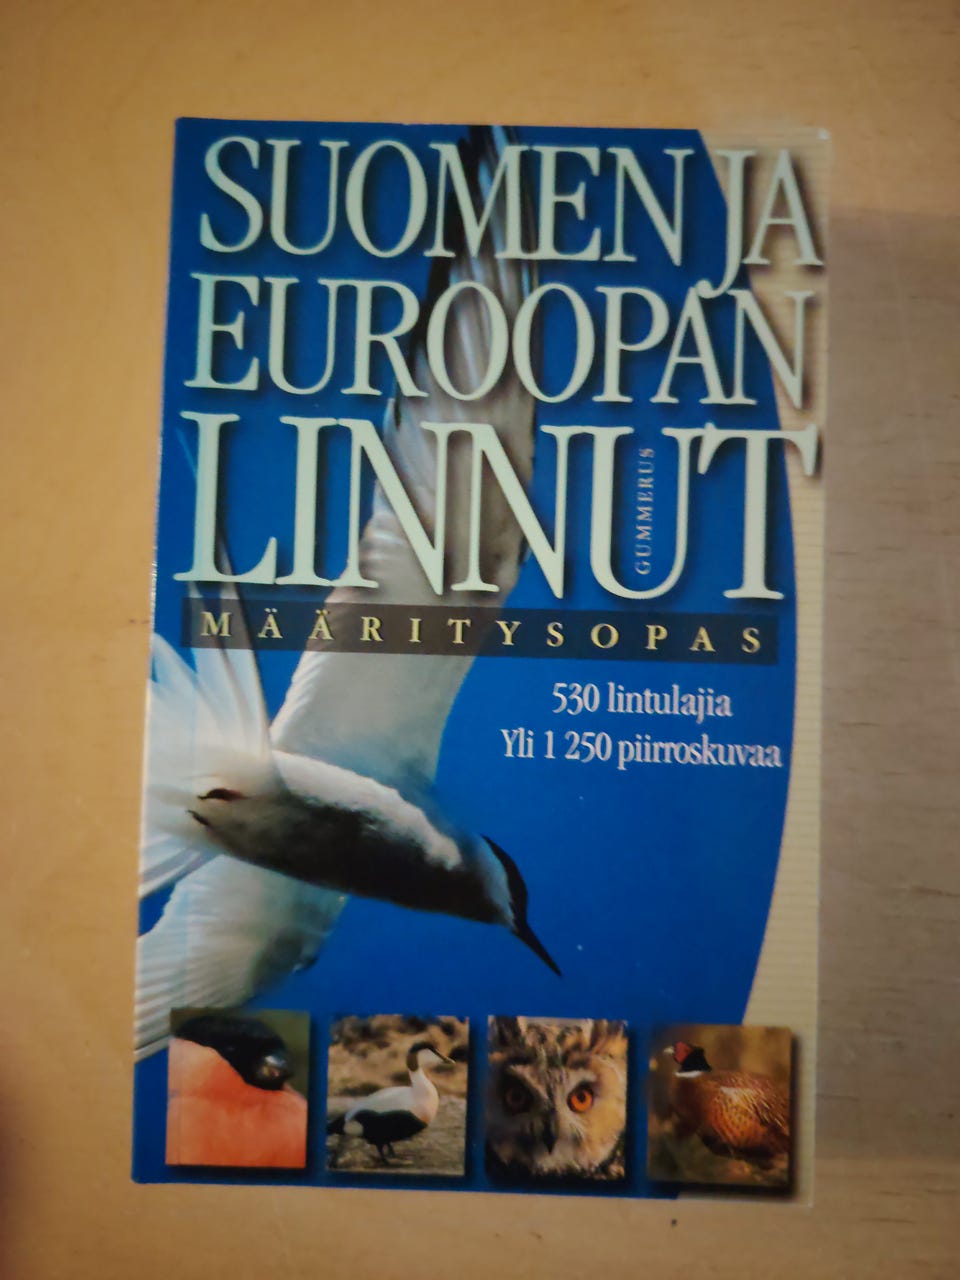 SUOMEN JA
EUROOPAN
LINNUT
GUMMERUS
MÄÄRITYSOPAS
530 lintulajia
Yli 1 250 piirroskuvaa